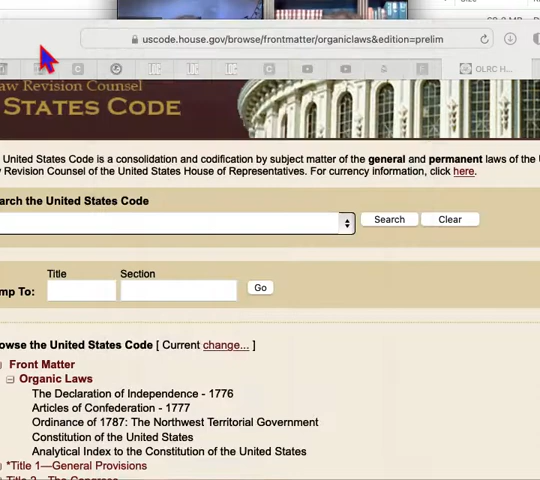 uscode.house.gov/browse/frontmatter/organiclaws&edition=prelim
OLRC H...
aw Revision Counsel
STATES CODE
United States Code is a consolidation and codification by subject matter of the general and permanent laws of the
w Revision Counsel of the United States House of Representatives. For currency information, click here.
arch the United States Code
Search
Clear
Title
Section
mp To:
Go
owse the United States Code [ Current change... ]
Front Matter
Organic Laws
The Declaration of Independence - 1776
Articles of Confederation - 1777
Ordinance of 1787: The Northwest Territorial Government
Constitution of the United States
Analytical Index to the Constitution of the United States
*Title 1—General Provisions
Title 2—The Congress